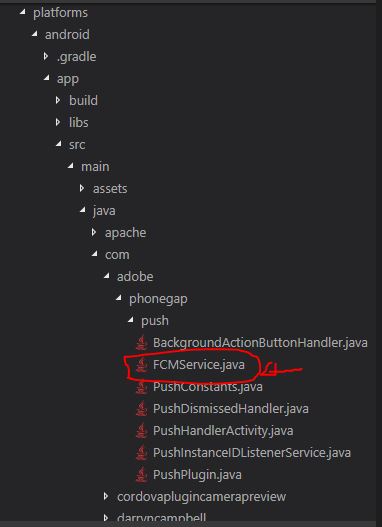 platforms
android
.gradle
app
build
libs
src
main
assets
java
apache
com
adobe
phonegap
push
BackgroundActionButtonHandler.java
FCMService.java
PushConstants.java
PushDismissedHandler.java
PushHandlerActivity.java
PushInstanceIDListenerService.java
PushPlugin.java
cordovaplugincamerapreview
darryncampbell